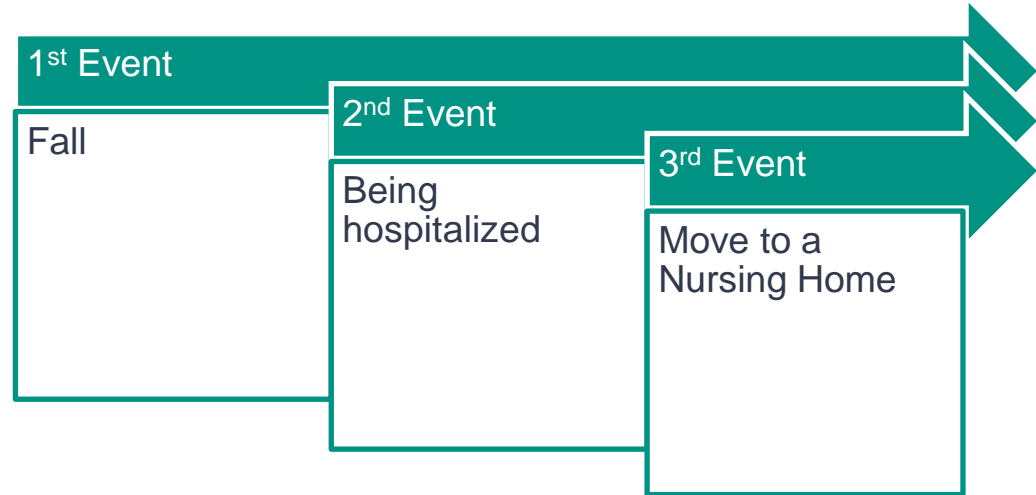 1st Event
Fall
2nd Event
Being
hospitalized
3rd Event
Move to a
Nursing Home